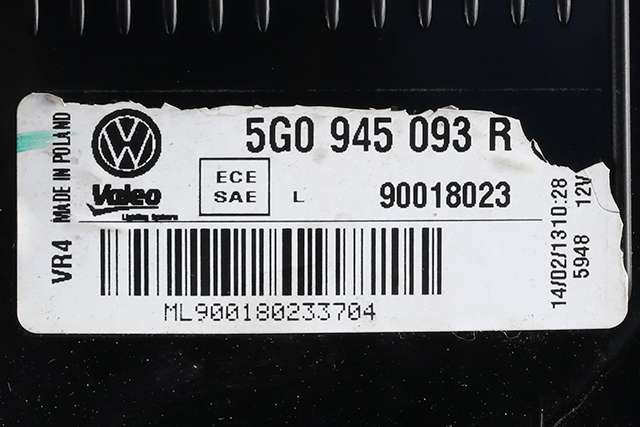 5G0 945 093 R
VR4 MADE IN POLAND
Valeo
Lighting Systems
ECE
SAE
L
90018023
ML900180233704
14/02/13 10:28
5948 12V